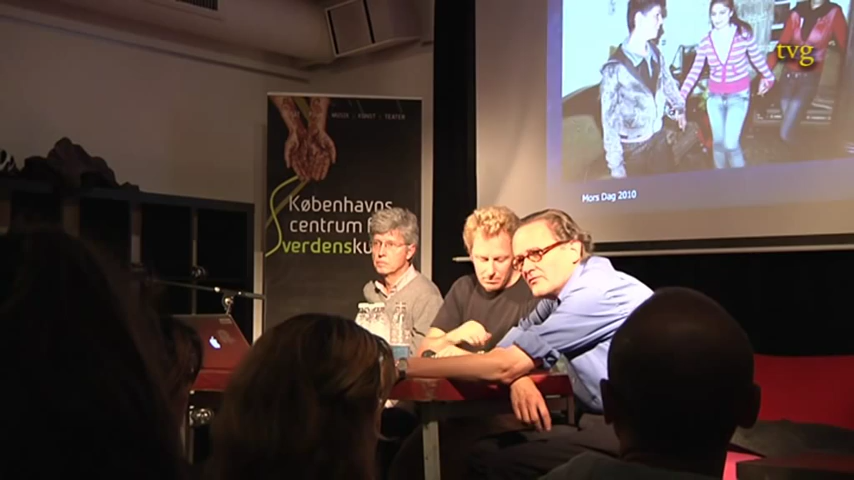 tvg
MUSIK | KUNST | TEATER
Københavns
centrum f
verdensku
Mors Dag 2010